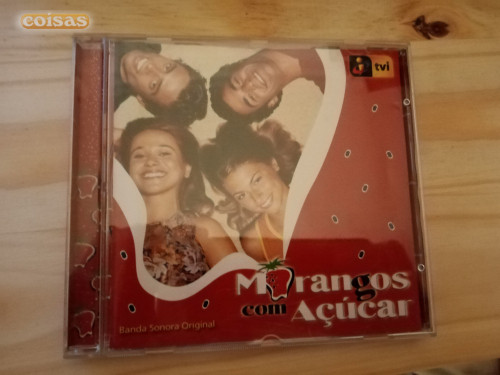 coisas
tvi
Morangos
com Açúcar
Banda Sonora Original